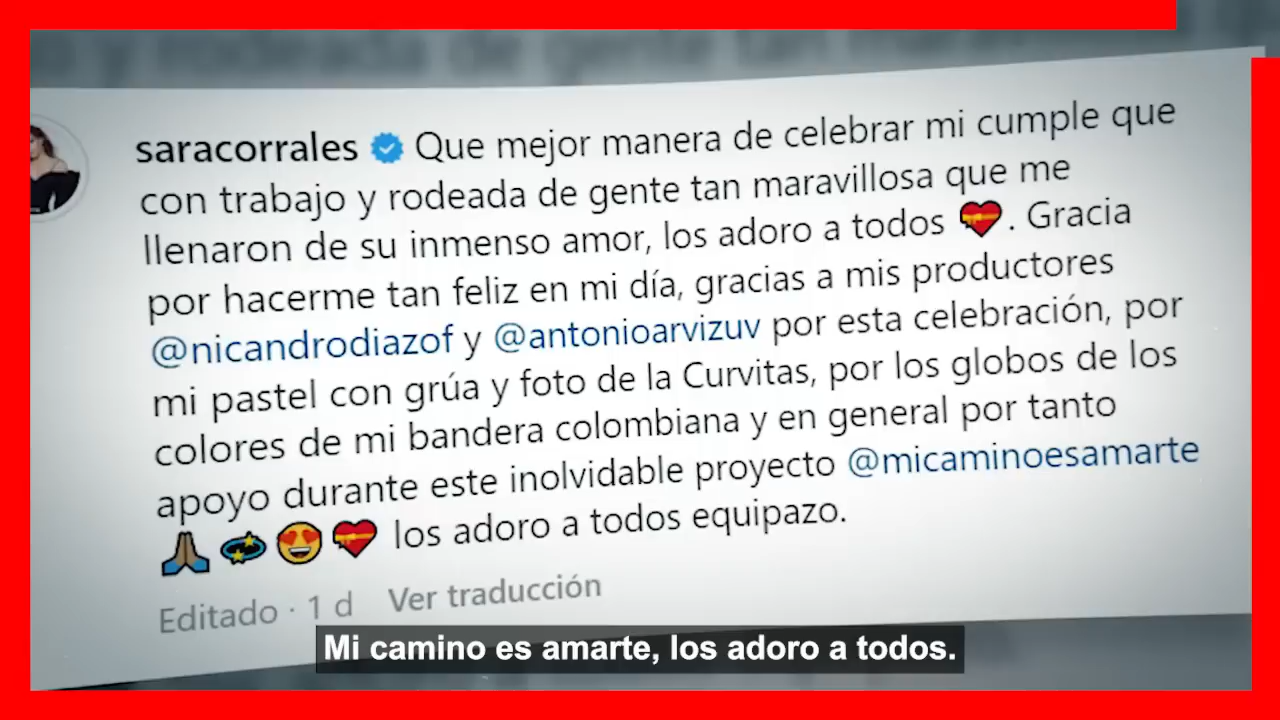 saracorrales Que mejor manera de celebrar mi cumple que
con trabajo y rodeada de gente tan maravillosa que me
llenaron de su inmenso amor, los adoro a todos 💝. Gracia
por hacerme tan feliz en mi día, gracias a mis productores
@nicandrodiazof y @antonioarvizuv por esta celebración, por
mi pastel con grúa y foto de la Curvitas, por los globos de los
colores de mi bandera colombiana y en general por tanto
apoyo durante este inolvidable proyecto @micaminoesamarte
🙏🏽 💫 😍 💝 los adoro a todos equipazo.
Editado · 1 d Ver traducción
Mi camino es amarte, los adoro a todos.